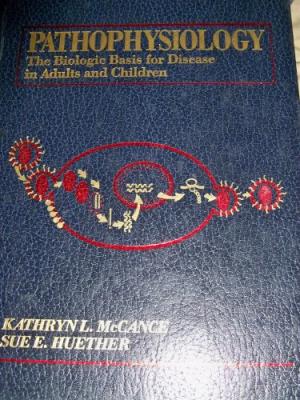 PATHOPHYSIOLOGY
The Biologic Basis for Disease
in Adults and Children
KATHRYN L. McCANCE
SUE E. HUETHER